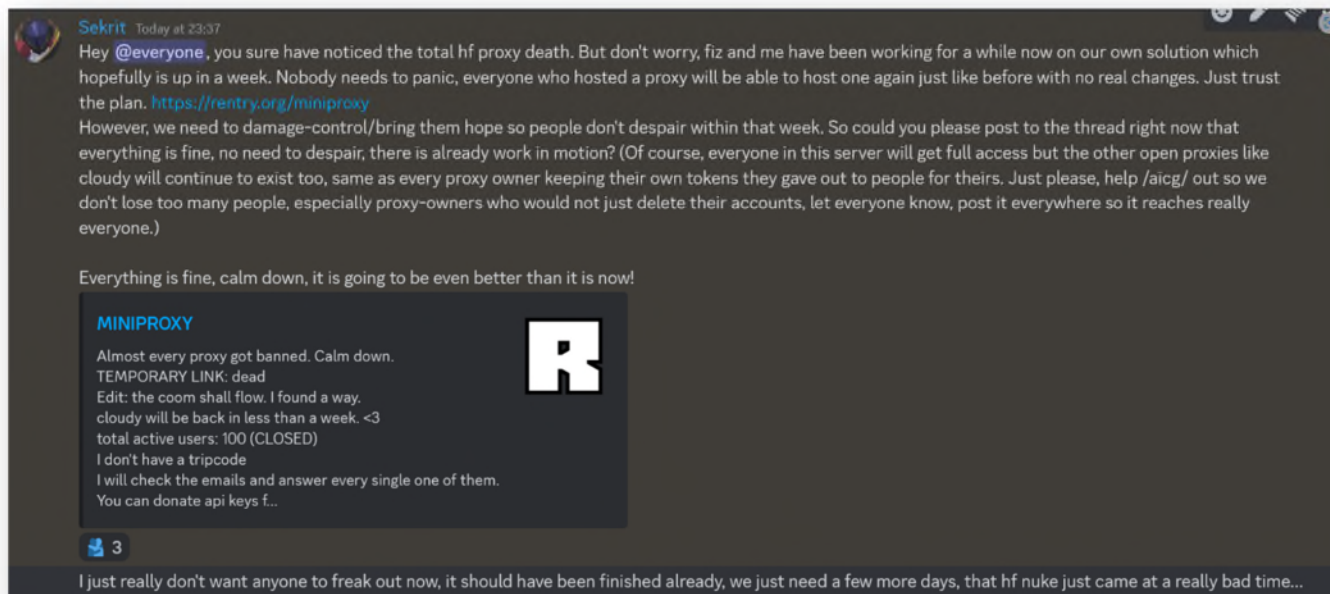 Sekrit Today at 23:37
Hey @everyone, you sure have noticed the total hf proxy death. But don't worry, fiz and me have been working for a while now on our own solution which
hopefully is up in a week. Nobody needs to panic, everyone who hosted a proxy will be able to host one again just like before with no real changes. Just trust
the plan. https://rentry.org/miniproxy
However, we need to damage-control/bring them hope so people don't despair within that week. So could you please post to the thread right now that
everything is fine, no need to despair, there is already work in motion? (Of course, everyone in this server will get full access but the other open proxies like
cloudy will continue to exist too, same as every proxy owner keeping their own tokens they gave out to people for theirs. Just please, help /aicg/ out so we
don't lose too many people, especially proxy-owners who would not just delete their accounts, let everyone know, post it everywhere so it reaches really
everyone.)
Everything is fine, calm down, it is going to be even better than it is now!
MINIPROXY
R
Almost every proxy got banned. Calm down.
TEMPORARY LINK: dead
Edit: the coom shall flow. I found a way.
cloudy will be back in less than a week. <3
total active users: 100 (CLOSED)
I don't have a tripcode
I will check the emails and answer every single one of them.
You can donate api keys f...
3
I just really don't want anyone to freak out now, it should have been finished already, we just need a few more days, that hf nuke just came at a really bad time...